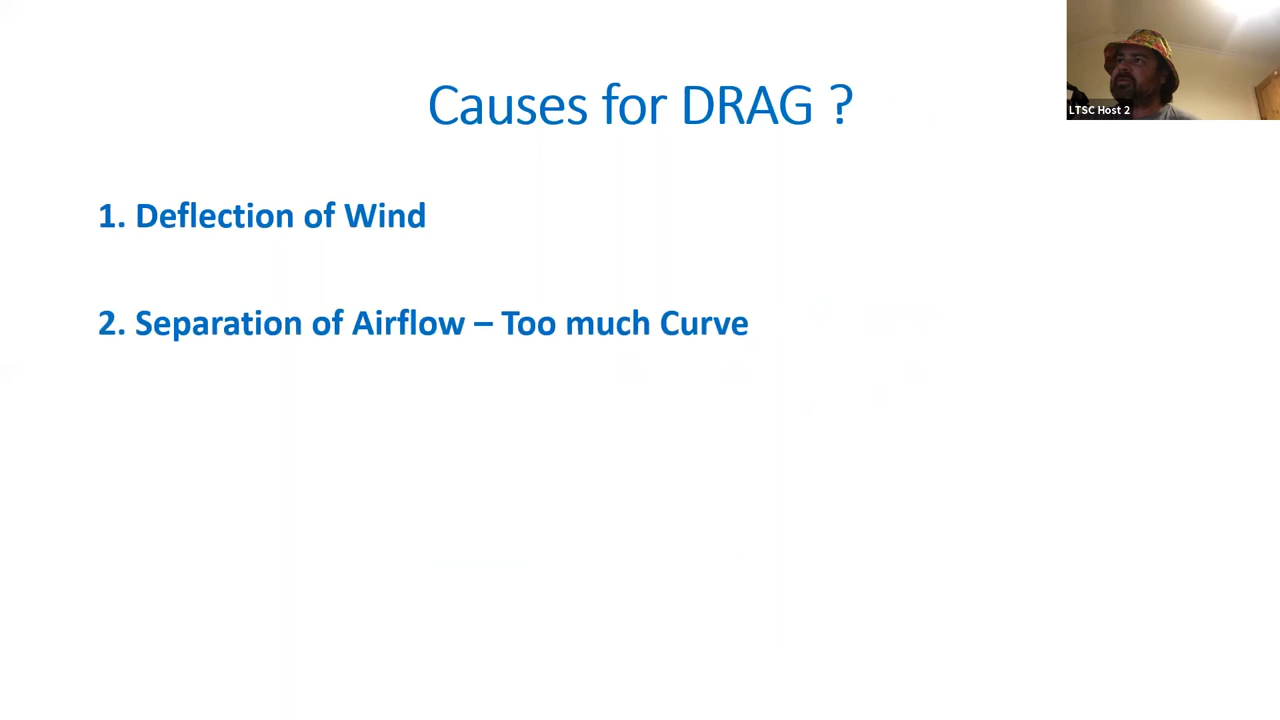 Causes for DRAG ?
LTSC Host 2
1. Deflection of Wind
2. Separation of Airflow – Too much Curve